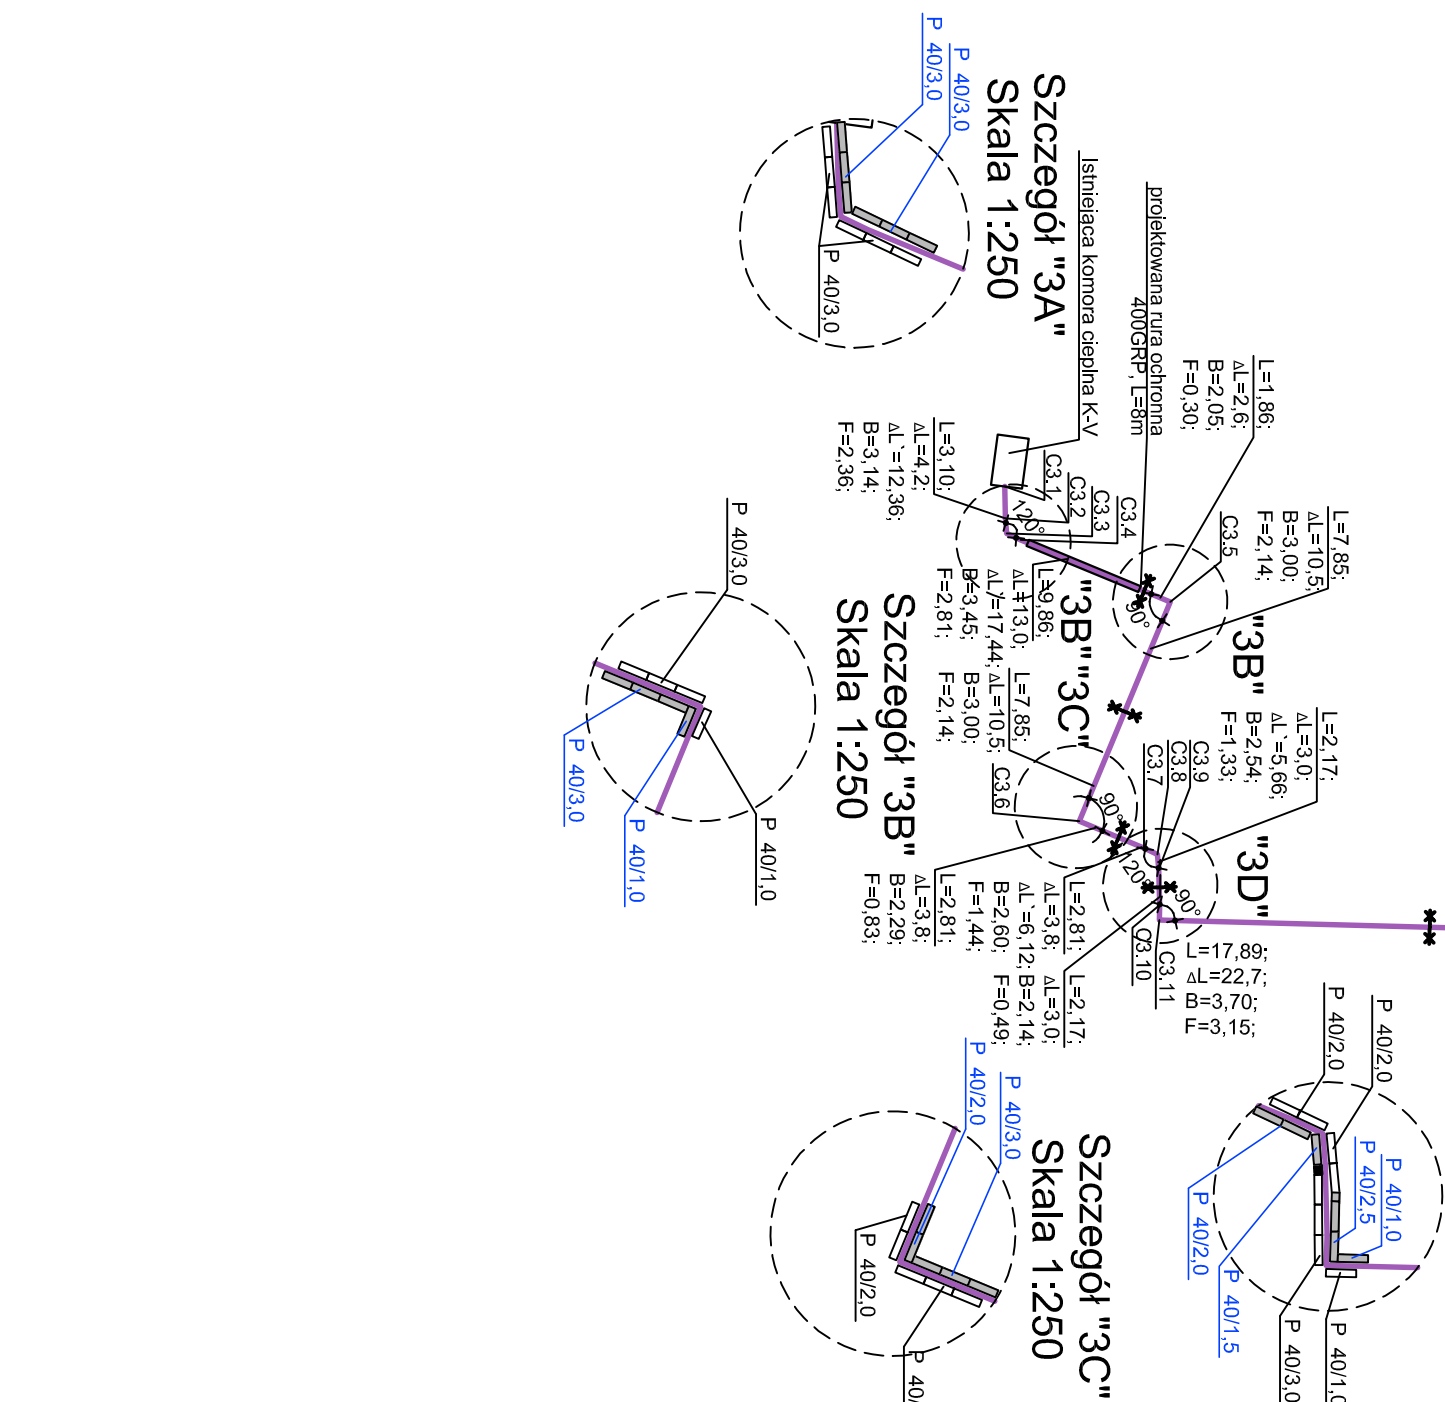 Szczegół "3A"
Skala 1:250
P 40/3,0
P 40/3,0
P 40/3,0
Istniejąca komora cieplna K-V
projektowana rura ochronna
400GRP, L=8m
L=1,86;
ΔL=2,6;
B=2,05;
F=0,30;
L=3,10;
ΔL=4,2;
ΔL`=12,36;
B=3,14;
F=2,36;
C3.1
C3.2
C3.3
C3.4
120°
C3.5
90°
L=7,85;
ΔL=10,5;
B=3,00;
F=2,14;
"3B"
L=9,86;
ΔL=13,0;
ΔL`=17,44;
B=3,45;
F=2,81;
"3B"
"3C"
L=7,85;
ΔL=10,5;
B=3,00;
F=2,14;
C3.6
90°
C3.7
C3.8
C3.9
L=2,17;
ΔL=3,0;
ΔL`=5,66;
B=2,54;
F=1,33;
"3D"
120°
90°
L=2,81;
ΔL=3,8;
B=2,29;
F=0,83;
L=2,81;
ΔL=3,8;
ΔL`=6,12;
B=2,60;
F=1,44;
L=2,17;
ΔL=3,0;
B=2,14;
F=0,49;
C3.10
C3.11
L=17,89;
ΔL=22,7;
B=3,70;
F=3,15;
Szczegół "3B"
Skala 1:250
P 40/3,0
P 40/3,0
P 40/1,0
P 40/1,0
Szczegół "3C"
Skala 1:250
P 40/2,0
P 40/3,0
P 40/2,0
P 40/
P 40/2,0
P 40/2,0
P 40/1,0
P 40/2,5
P 40/2,0
P 40/1,5
P 40/3,0
P 40/1,0